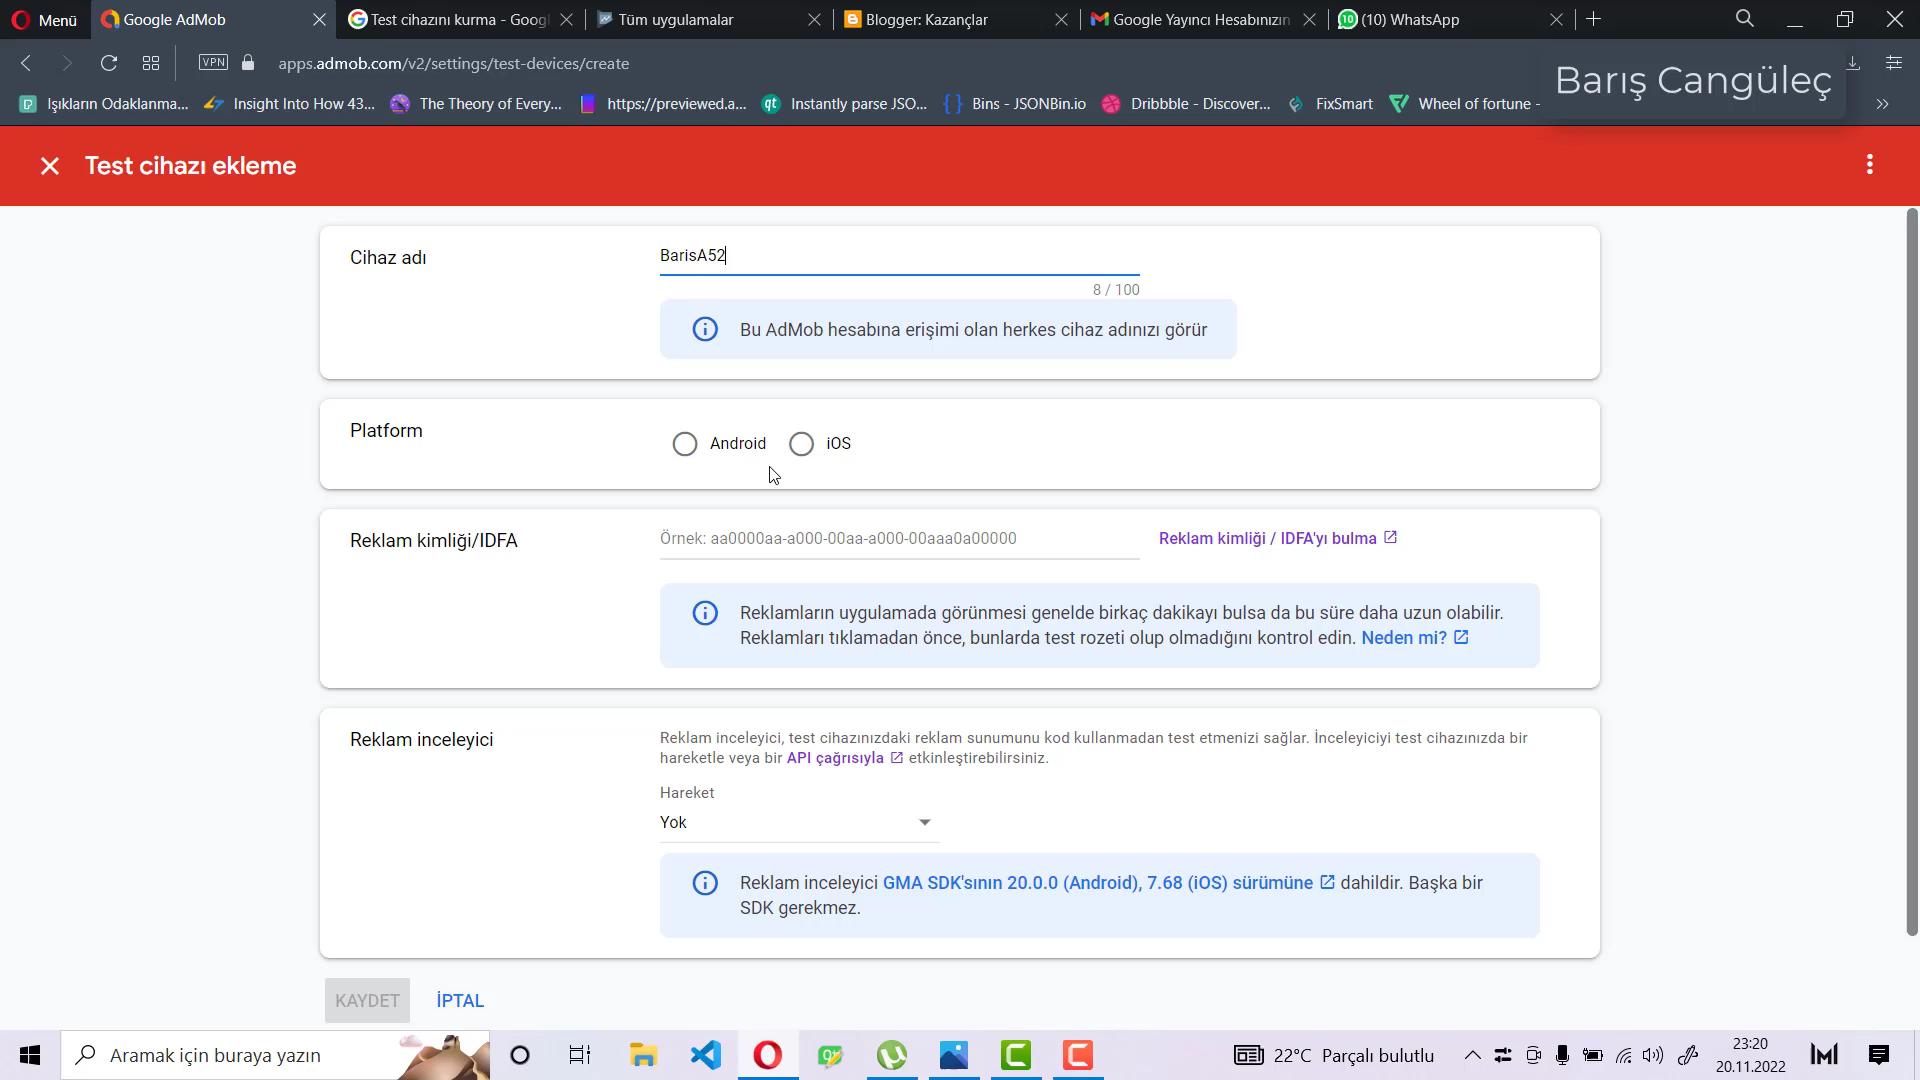 Menü
Google AdMob
Test cihazını kurma - Googl
Tüm uygulamalar
Blogger: Kazançlar
Google Yayıncı Hesabınızın
10
(10) WhatsApp
VPN
apps.admob.com/v2/settings/test-devices/create
Işıkların Odaklanma...
Insight Into How 43...
The Theory of Every...
https://previewed.a...
qt
Instantly parse JSO...
Bins - JSONBin.io
Dribbble - Discover...
FixSmart
Wheel of fortune -
Barış Cangüleç
Test cihazı ekleme
Cihaz adı
BarisA52
8 / 100
Bu AdMob hesabına erişimi olan herkes cihaz adınızı görür
Platform
Android
iOS
Reklam kimliği/IDFA
Örnek: aa0000aa-a000-00aa-a000-00aaa0a00000
Reklam kimliği / IDFA'yı bulma
Reklamların uygulamada görünmesi genelde birkaç dakikayı bulsa da bu süre daha uzun olabilir.
Reklamları tıklamadan önce, bunlarda test rozeti olup olmadığını kontrol edin. Neden mi?
Reklam inceleyici
Reklam inceleyici, test cihazınızdaki reklam sunumunu kod kullanmadan test etmenizi sağlar. İnceleyiciyi test cihazınızda bir
hareketle veya bir API çağrısıyla etkinleştirebilirsiniz.
Hareket
Yok
Reklam inceleyici GMA SDK'sının 20.0.0 (Android), 7.68 (iOS) sürümüne dahildir. Başka bir
SDK gerekmez.
KAYDET
İPTAL
Aramak için buraya yazın
Qt
22°C Parçalı bulutlu
23:20
20.11.2022